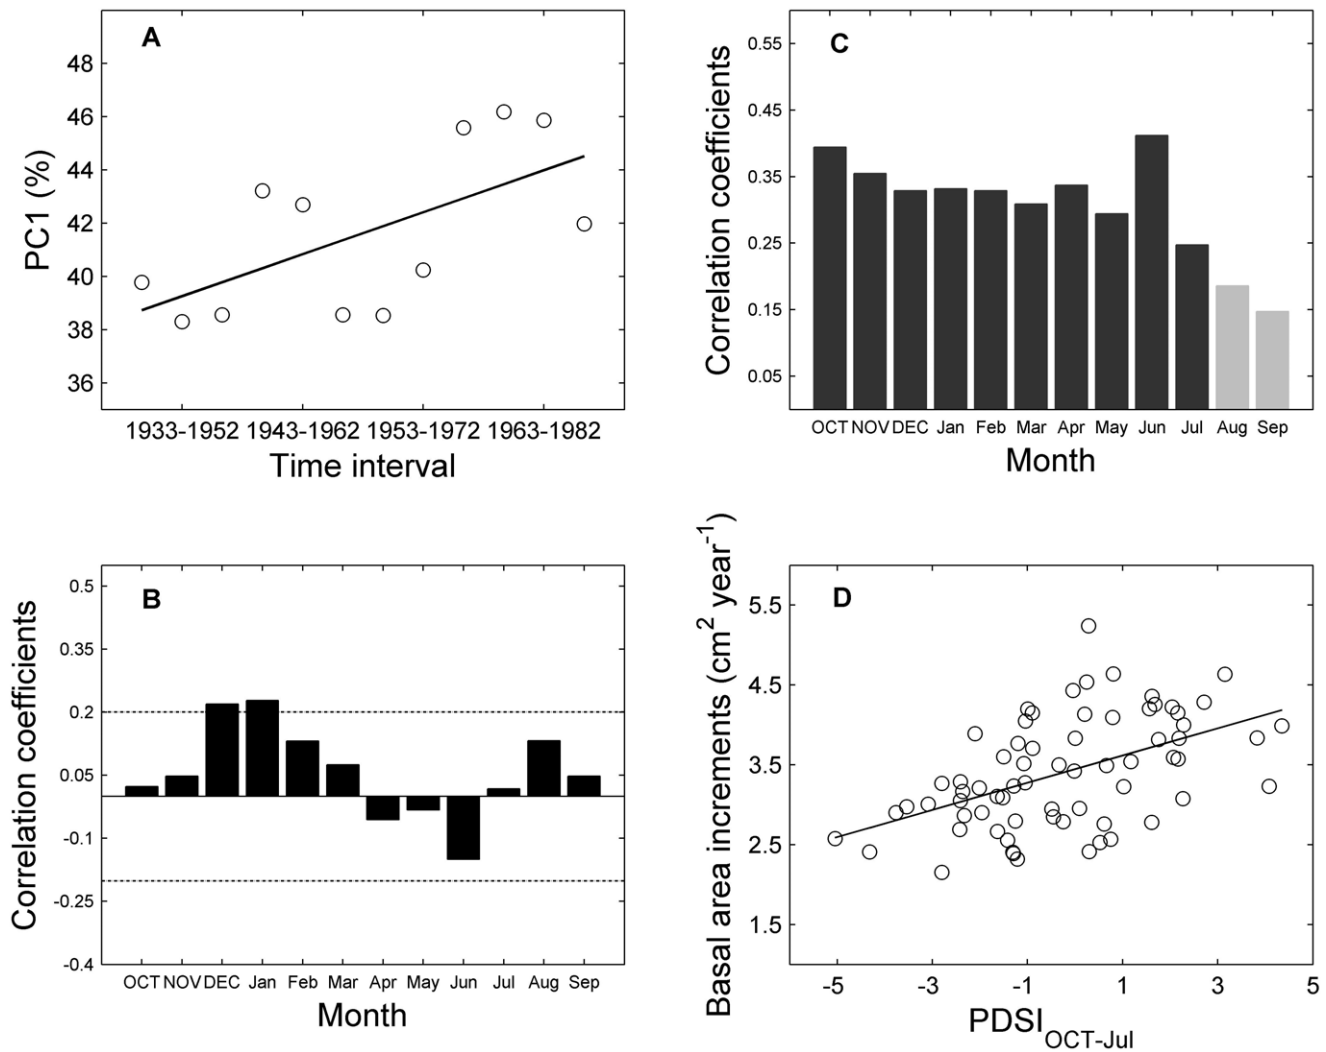 A
PC1 (%)
48
46
44
42
40
38
36
1933-1952 1943-1962 1953-1972 1963-1982
Time interval
C
Correlation coefficients
0.55
0.45
0.35
0.25
0.15
0.05
OCT NOV DEC Jan Feb Mar Apr May Jun Jul Aug Sep
Month
B
Correlation coefficients
0.5
0.35
0.2
0.05
-0.1
-0.25
-0.4
OCT NOV DEC Jan Feb Mar Apr May Jun Jul Aug Sep
Month
D
Basal area increments (cm² year⁻¹)
5.5
4.5
3.5
2.5
1.5
-5 -3 -1 1 3 5
PDSI OCT-Jul